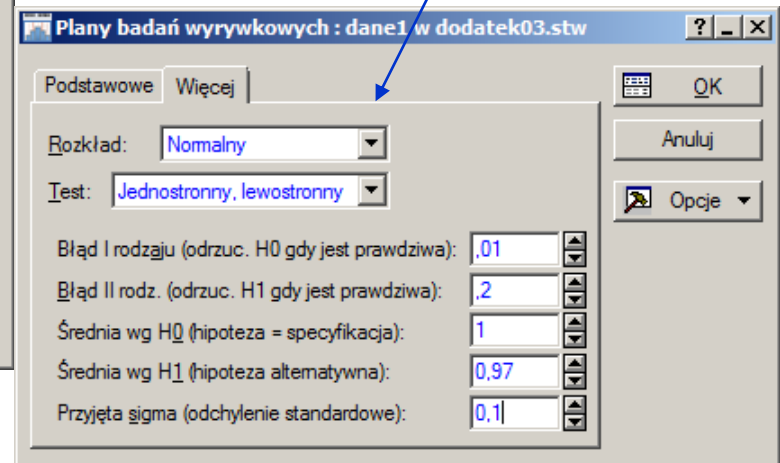 Plany badań wyrywkowych : dane1 w dodatek03.stw
Podstawowe Więcej
OK
Rozkład: Normalny
Anuluj
Test: Jednostronny, lewostronny
Opcje
Błąd I rodzaju (odrzuc. H0 gdy jest prawdziwa): ,01
Błąd II rodz. (odrzuc. H1 gdy jest prawdziwa): ,2
Średnia wg H0 (hipoteza = specyfikacja): 1
Średnia wg H1 (hipoteza alternatywna): 0,97
Przyjęta sigma (odchylenie standardowe): 0,1